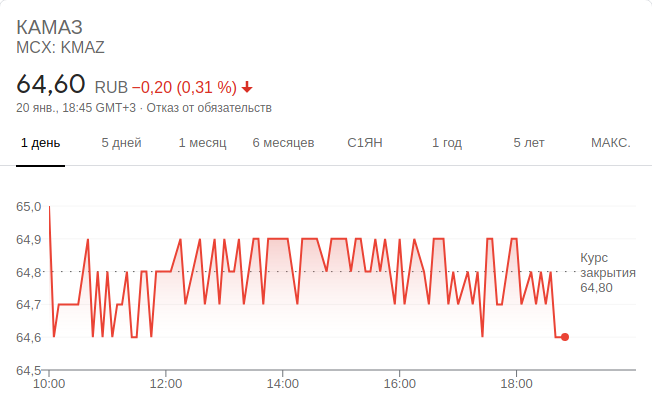 КАМАЗ
MCX: KMAZ
64,60 RUB −0,20 (0,31 %)
20 янв., 18:45 GMT+3 · Отказ от обязательств
1 день 5 дней 1 месяц 6 месяцев С1ЯН 1 год 5 лет МАКС.
65,0
64,9
64,8
64,7
64,6
64,5
Курс
закрытия
64,80
10:00 12:00 14:00 16:00 18:00